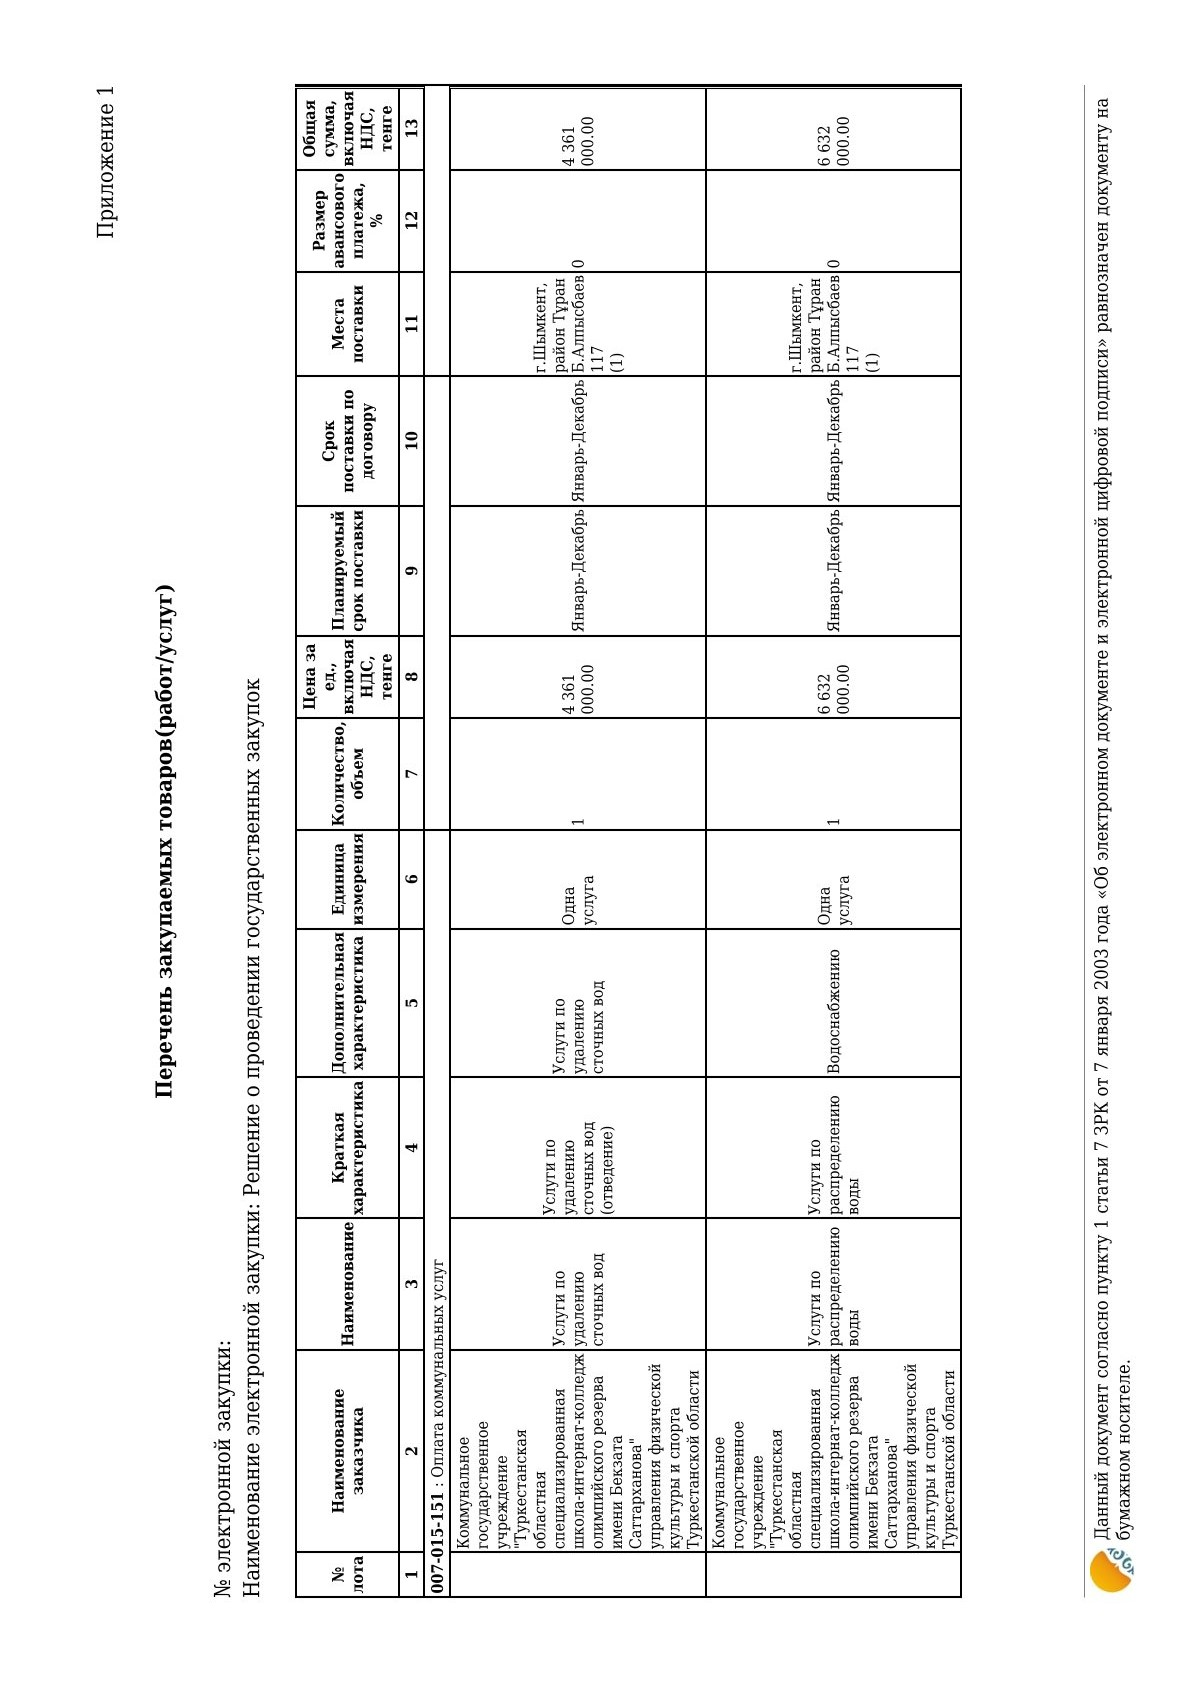 Приложение 1
Перечень закупаемых товаров(работ/услуг)
№ электронной закупки:
Наименование электронной закупки: Решение о проведении государственных закупок
№
лота
Наименование
заказчика
Наименование
Краткая
характеристика
Дополнительная
характеристика
Единица
измерения
Количество,
объем
Цена за
ед.,
включая
НДС,
тенге
Планируемый
срок поставки
Срок
поставки по
договору
Места
поставки
Размер
авансового
платежа,
%
Общая
сумма,
включая
НДС,
тенге
1 2 3 4 5 6 7 8 9 10 11 12 13
007-015-151 : Оплата коммунальных услуг
Коммунальное
государственное
учреждение
"Туркестанская
областная
специализированная
школа-интернат-колледж
олимпийского резерва
имени Бекзата
Саттарханова"
управления физической
культуры и спорта
Туркестанской области
Услуги по
удалению
сточных вод
Услуги по
удалению
сточных вод
(отведение)
Услуги по
удалению
сточных вод
Одна
услуга
1
4 361
000.00
Январь-Декабрь
Январь-Декабрь
г.Шымкент,
район Тұран
Б.Алпысбаев
117
(1)
0
4 361
000.00
Коммунальное
государственное
учреждение
"Туркестанская
областная
специализированная
школа-интернат-колледж
олимпийского резерва
имени Бекзата
Саттарханова"
управления физической
культуры и спорта
Туркестанской области
Услуги по
распределению
воды
Услуги по
распределению
воды
Водоснабжению
Одна
услуга
1
6 632
000.00
Январь-Декабрь
Январь-Декабрь
г.Шымкент,
район Тұран
Б.Алпысбаев
117
(1)
0
6 632
000.00
Данный документ согласно пункту 1 статьи 7 ЗРК от 7 января 2003 года «Об электронном документе и электронной цифровой подписи» равнозначен документу на
бумажном носителе.